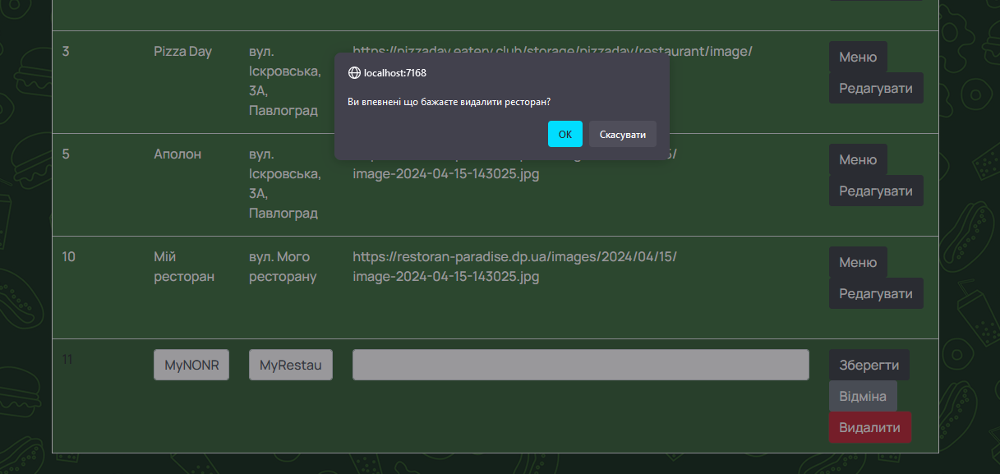 3
Pizza Day
вул.
Іскровська,
3А,
Павлоград
https://pizzaday.eatery.club/storage/pizzaday/restaurant/image/
Меню
Редагувати
localhost:7168
Ви впевнені що бажаєте видалити ресторан?
OK
Скасувати
5
Аполон
вул.
Іскровська,
3А,
Павлоград
image-2024-04-15-143025.jpg
Меню
Редагувати
10
Мій
ресторан
вул. Мого
ресторану
https://restoran-paradise.dp.ua/images/2024/04/15/
image-2024-04-15-143025.jpg
Меню
Редагувати
11
MyNONR
MyRestau
Зберегти
Відміна
Видалити